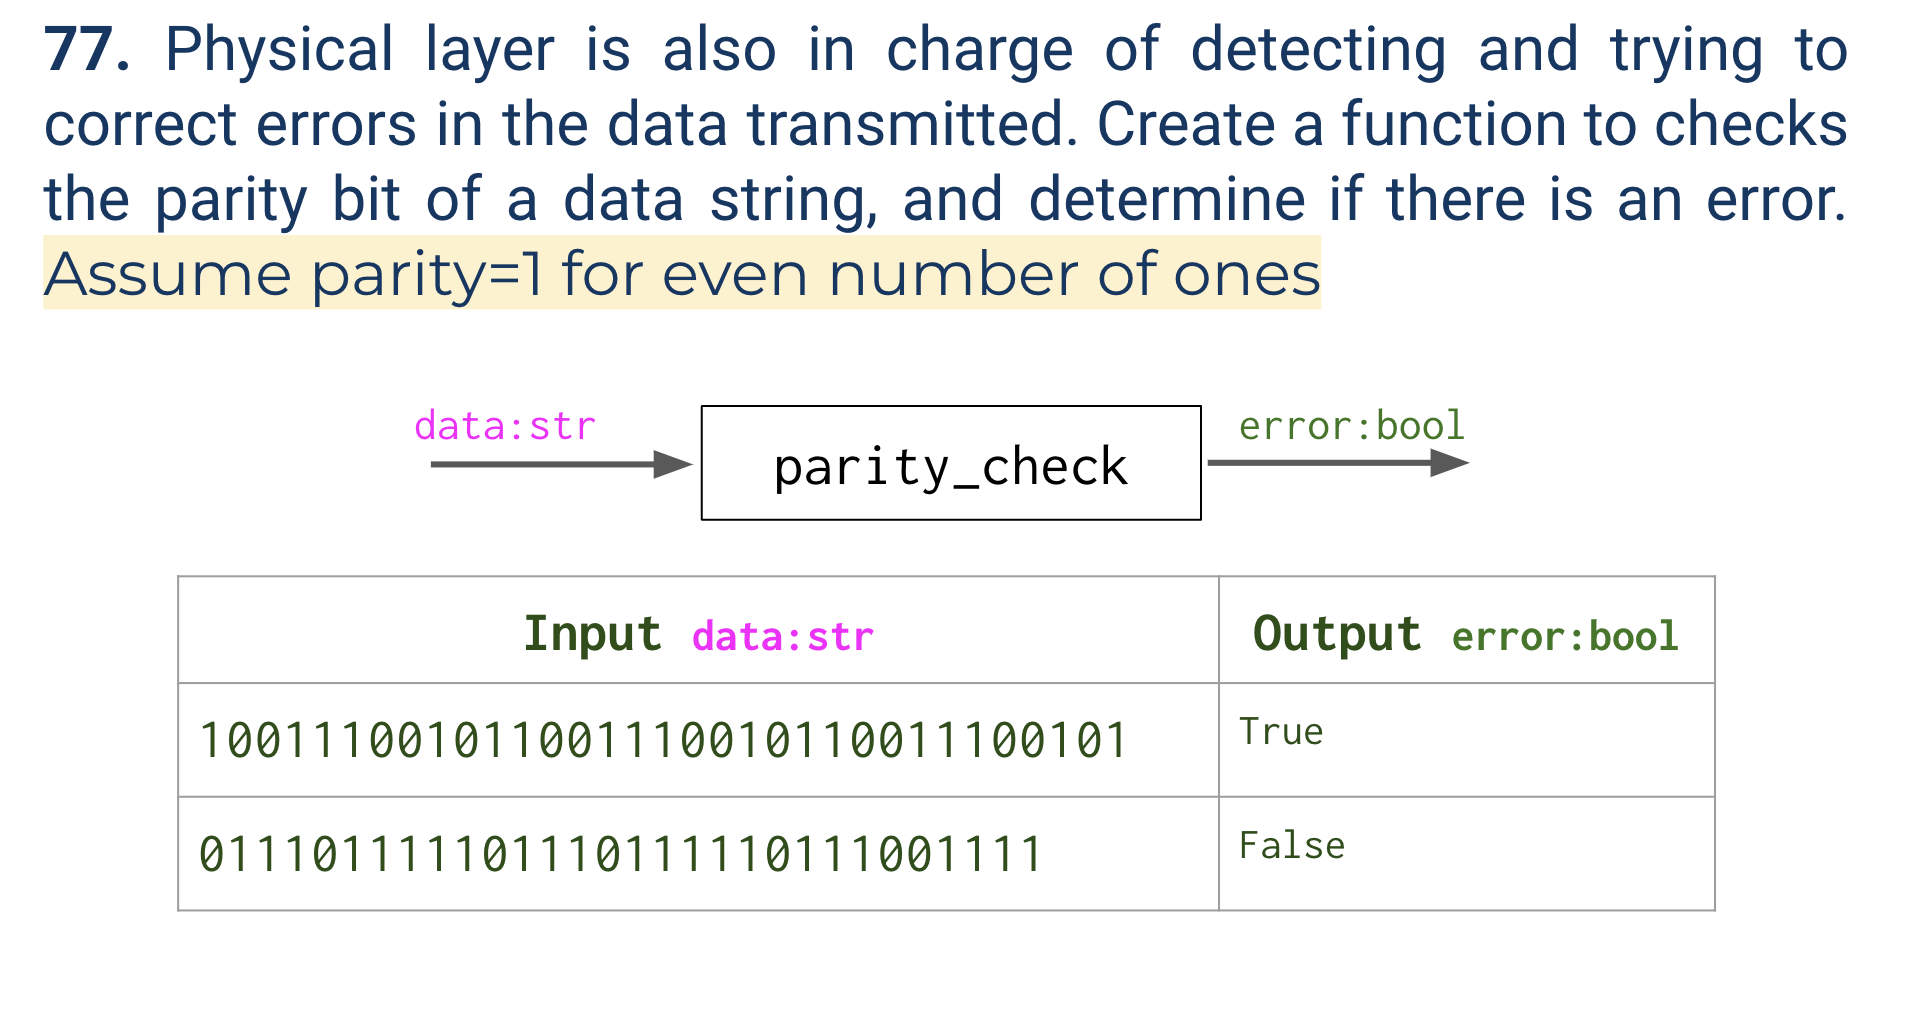 77. Physical layer is also in charge of detecting and trying to
correct errors in the data transmitted. Create a function to checks
the parity bit of a data string, and determine if there is an error.
Assume parity=1 for even number of ones
data:str
parity_check
error:bool
Input data:str
Output error:bool
100111001011001110010110011100101
True
011101111101110111110111001111
False